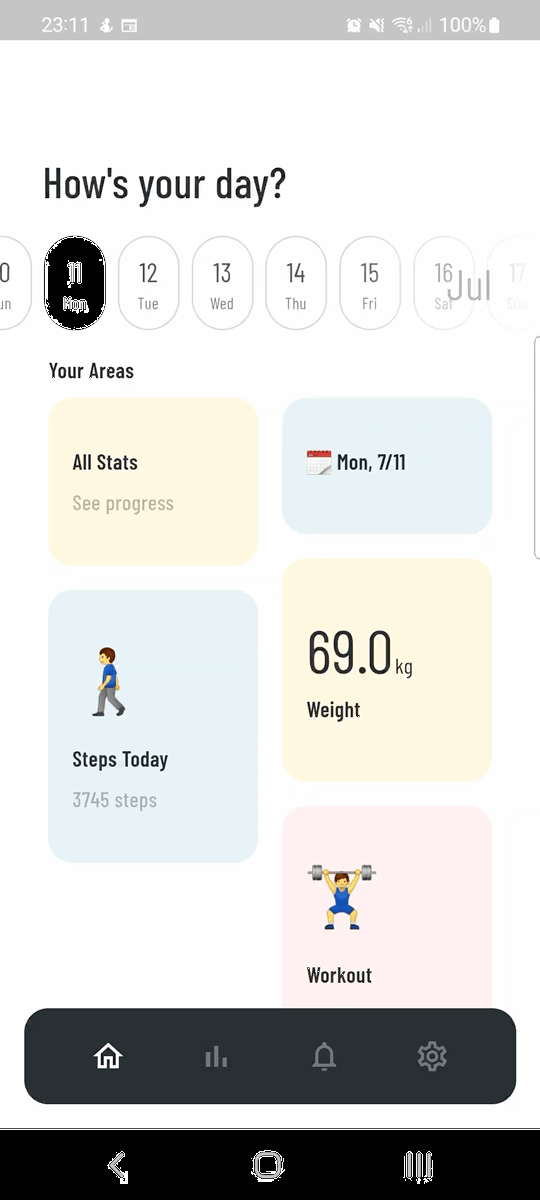 23:11 100%
How's your day?
0 11 12 13 14 15 16 17
un Mon Tue Wed Thu Fri Sat Sun
Jul
Your Areas
All Stats
See progress
Mon, 7/11
69.0 kg
Weight
Steps Today
3745 steps
Workout